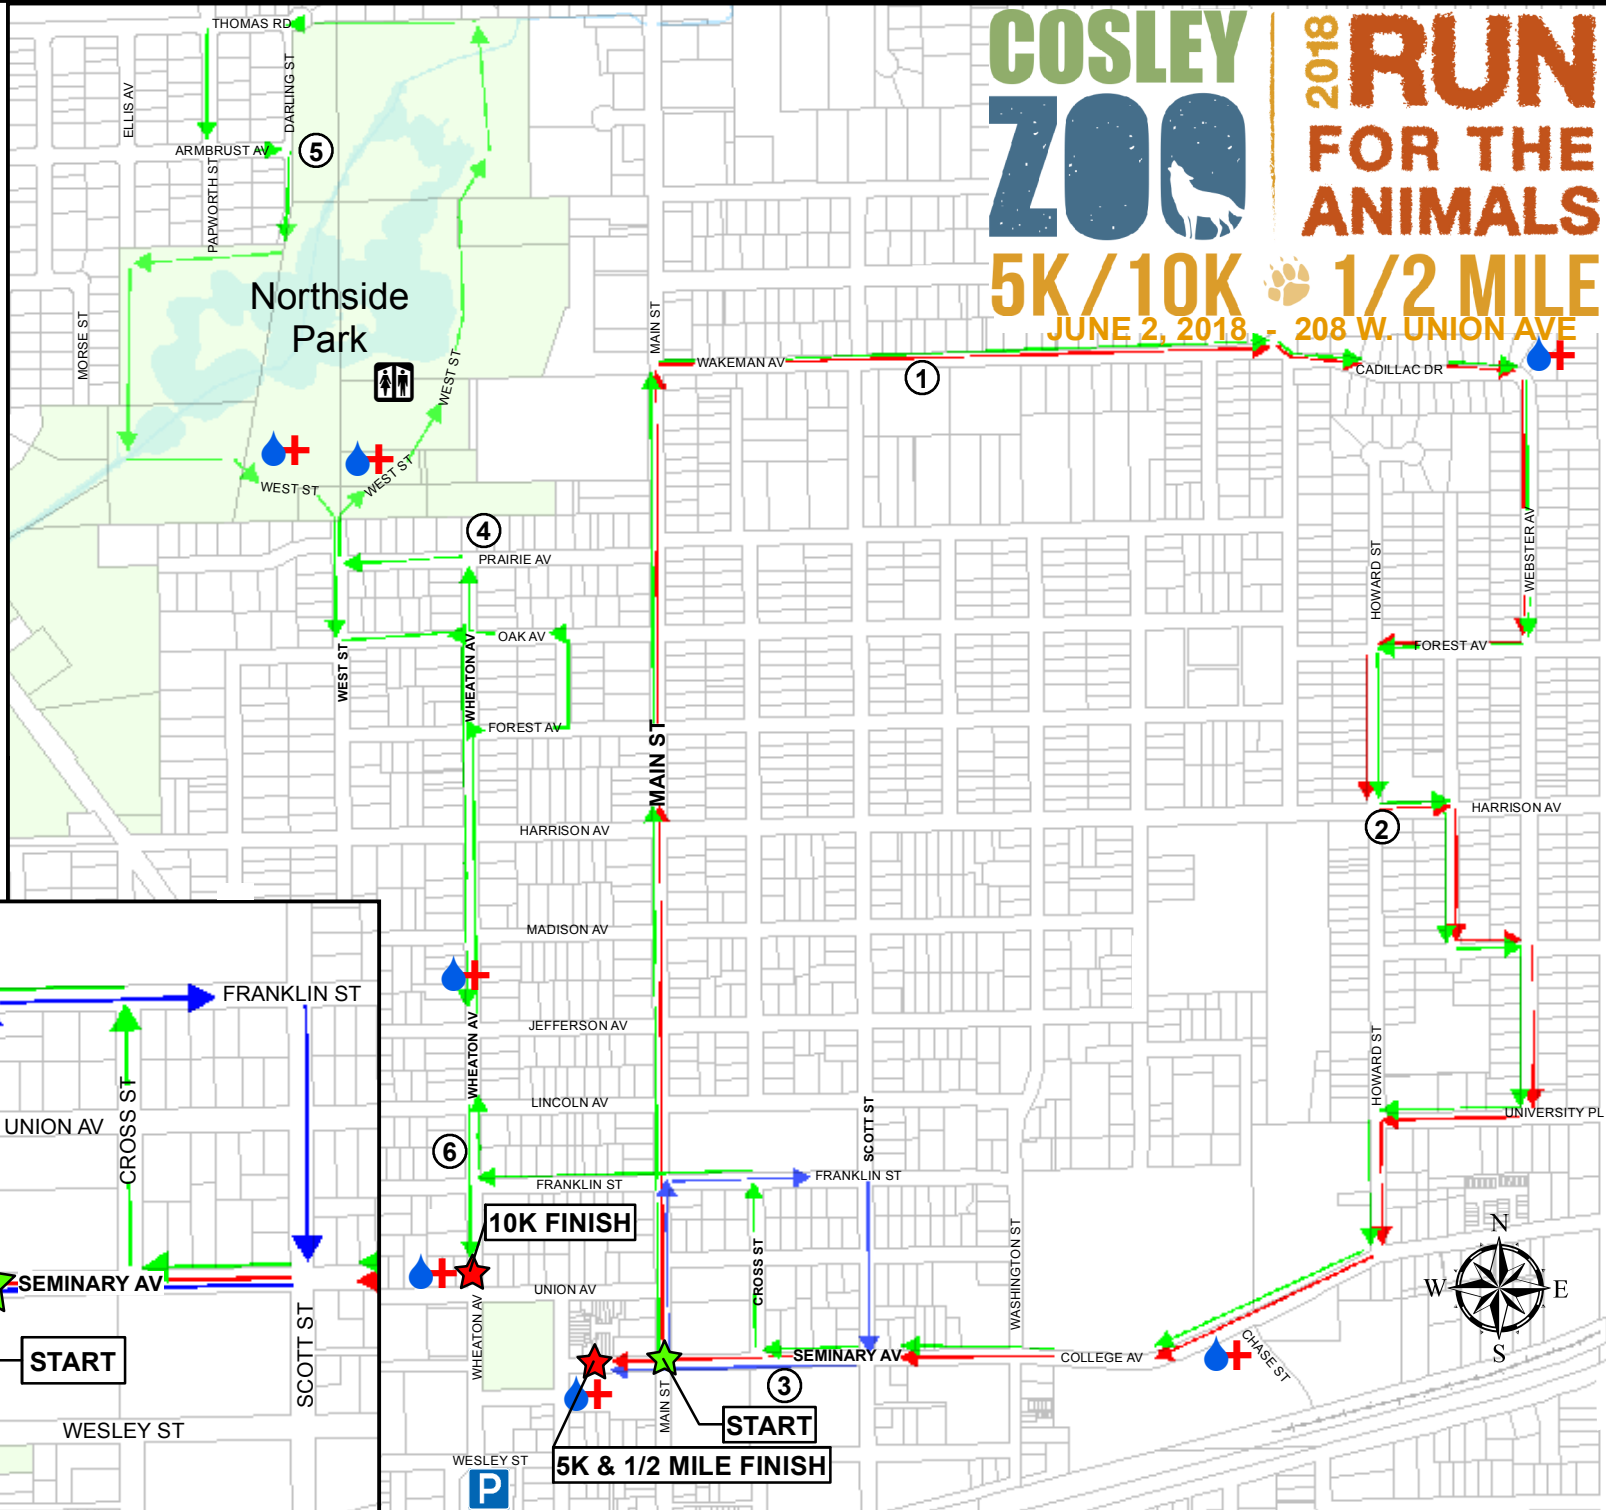 COSLEY
ZOO
2018
RUN
FOR THE
ANIMALS
5K/10K 1/2 MILE
JUNE 2, 2018 - 208 W. UNION AVE
THOMAS RD
ELLIS AV
DARLING ST
ARMBRUST AV
5
PAPWORTH ST
Northside
Park
MORSE ST
MAIN ST
WEST ST
WAKEMAN AV
1
CADILLAC DR
WEST ST
WEST ST
4
PRAIRIE AV
HOWARD ST
WEBSTER AV
OAK AV
FOREST AV
WEST ST
WHEATON AV
FOREST AV
MAIN ST
HARRISON AV
2
HARRISON AV
MADISON AV
JEFFERSON AV
WHEATON AV
HOWARD ST
LINCOLN AV
UNIVERSITY PL
6
SCOTT ST
FRANKLIN ST
FRANKLIN ST
10K FINISH
UNION AV
CROSS ST
WASHINGTON ST
N
W
E
S
WHEATON AV
SEMINARY AV
COLLEGE AV
CHASE ST
3
MAIN ST
START
5K & 1/2 MILE FINISH
WESLEY ST
P
FRANKLIN ST
CROSS ST
UNION AV
SEMINARY AV
START
SCOTT ST
WESLEY ST